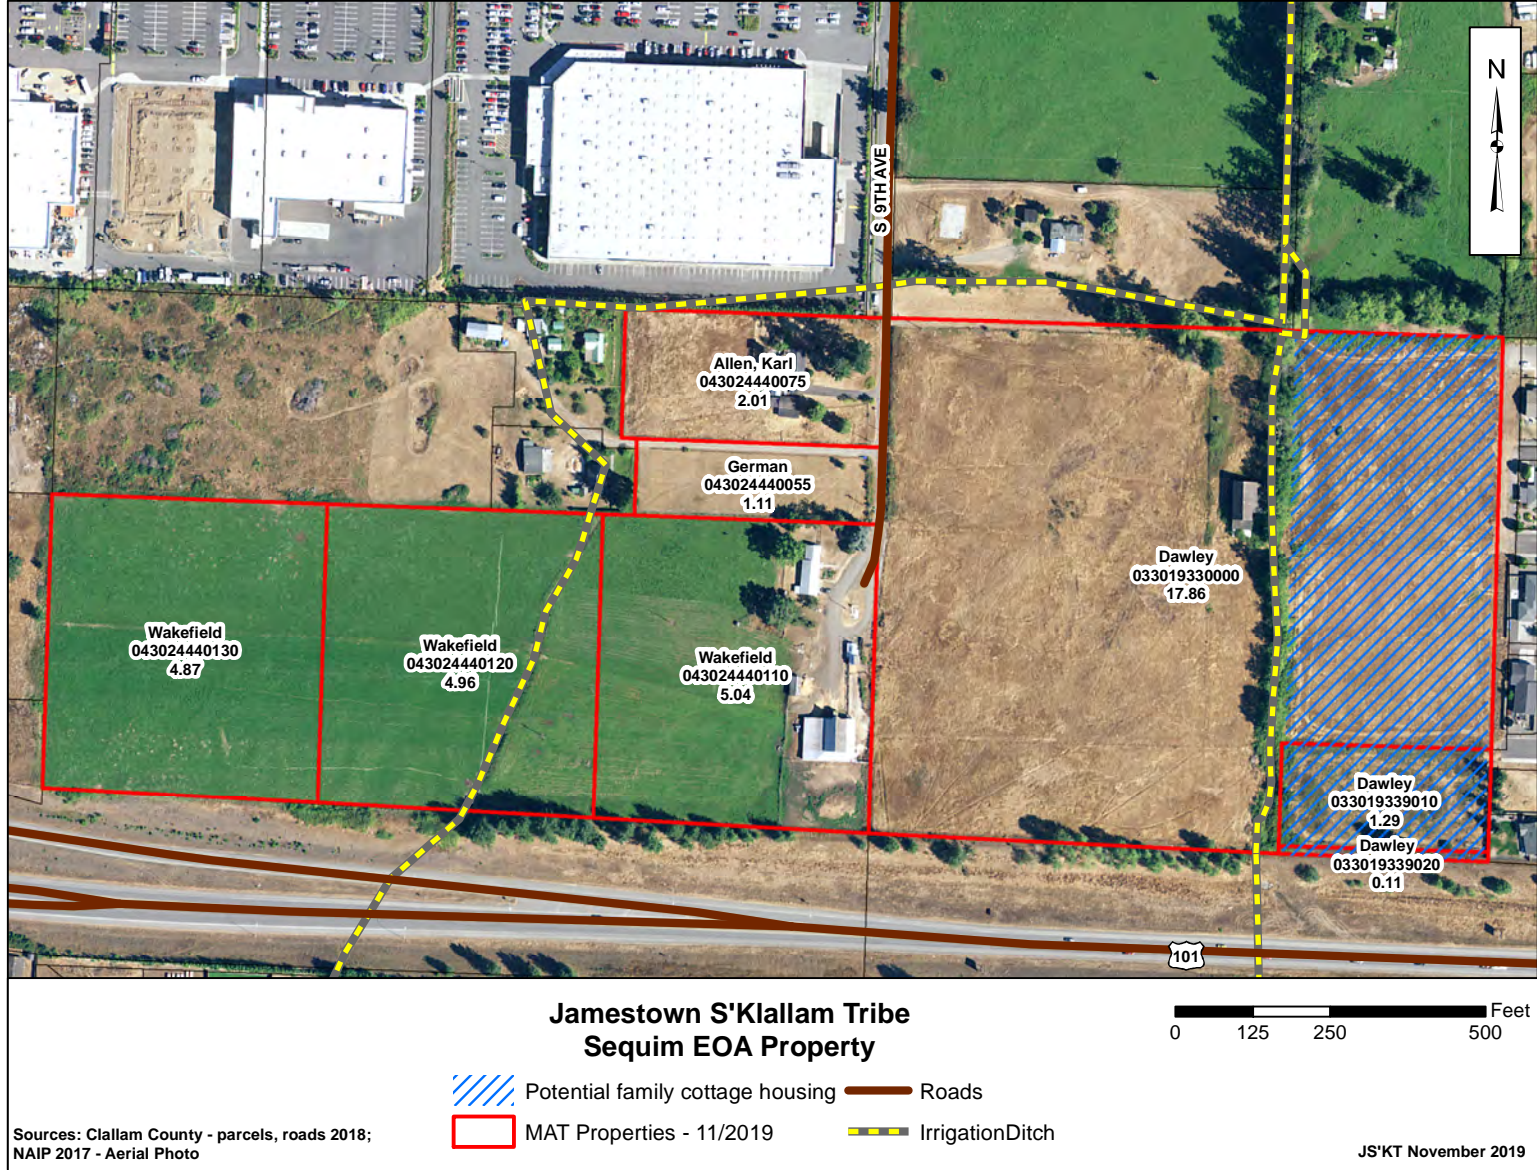 N
S 9TH AVE
Allen, Karl
043024440075
2.01
German
043024440055
1.11
Dawley
033019330000
17.86
Wakefield
043024440130
4.87
Wakefield
043024440120
4.96
Wakefield
043024440110
5.04
Dawley
033019339010
1.29
Dawley
033019339020
0.11
101
Jamestown S'Klallam Tribe
Sequim EOA Property
Feet
0 125 250 500
Potential family cottage housing
Roads
MAT Properties - 11/2019
IrrigationDitch
Sources: Clallam County - parcels, roads 2018;
NAIP 2017 - Aerial Photo
JS'KT November 2019